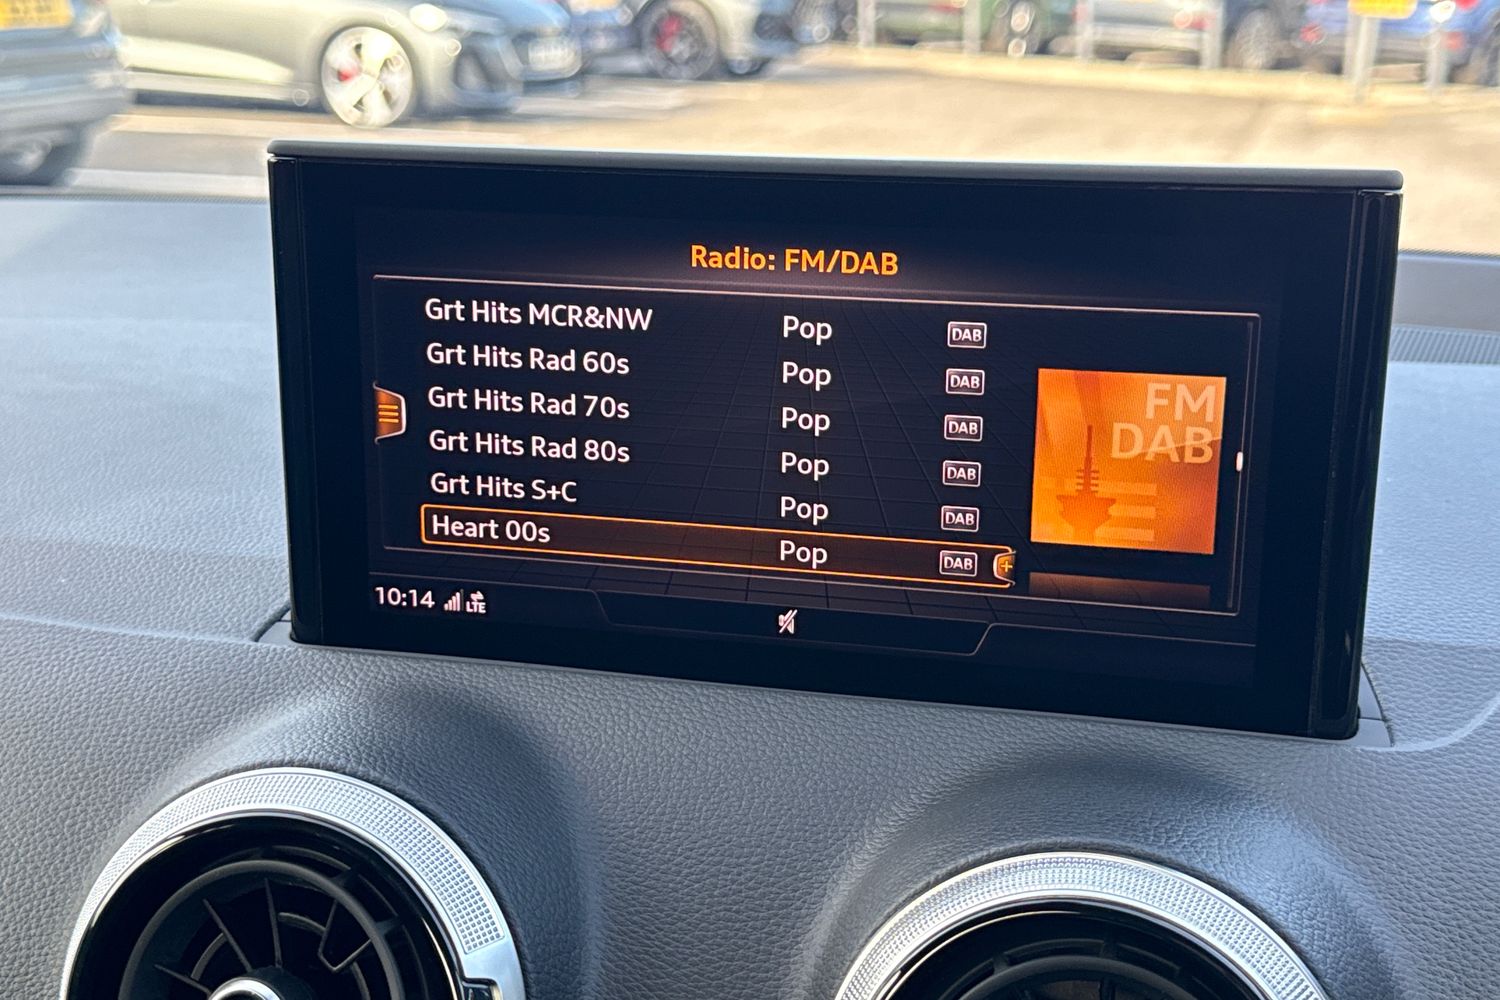 Radio: FM/DAB
Grt Hits MCR&NW Pop DAB
Grt Hits Rad 60s Pop DAB
Grt Hits Rad 70s Pop DAB
Grt Hits Rad 80s Pop DAB
Grt Hits S+C Pop DAB
Heart 00s Pop DAB
FM
DAB
10:14 LTE